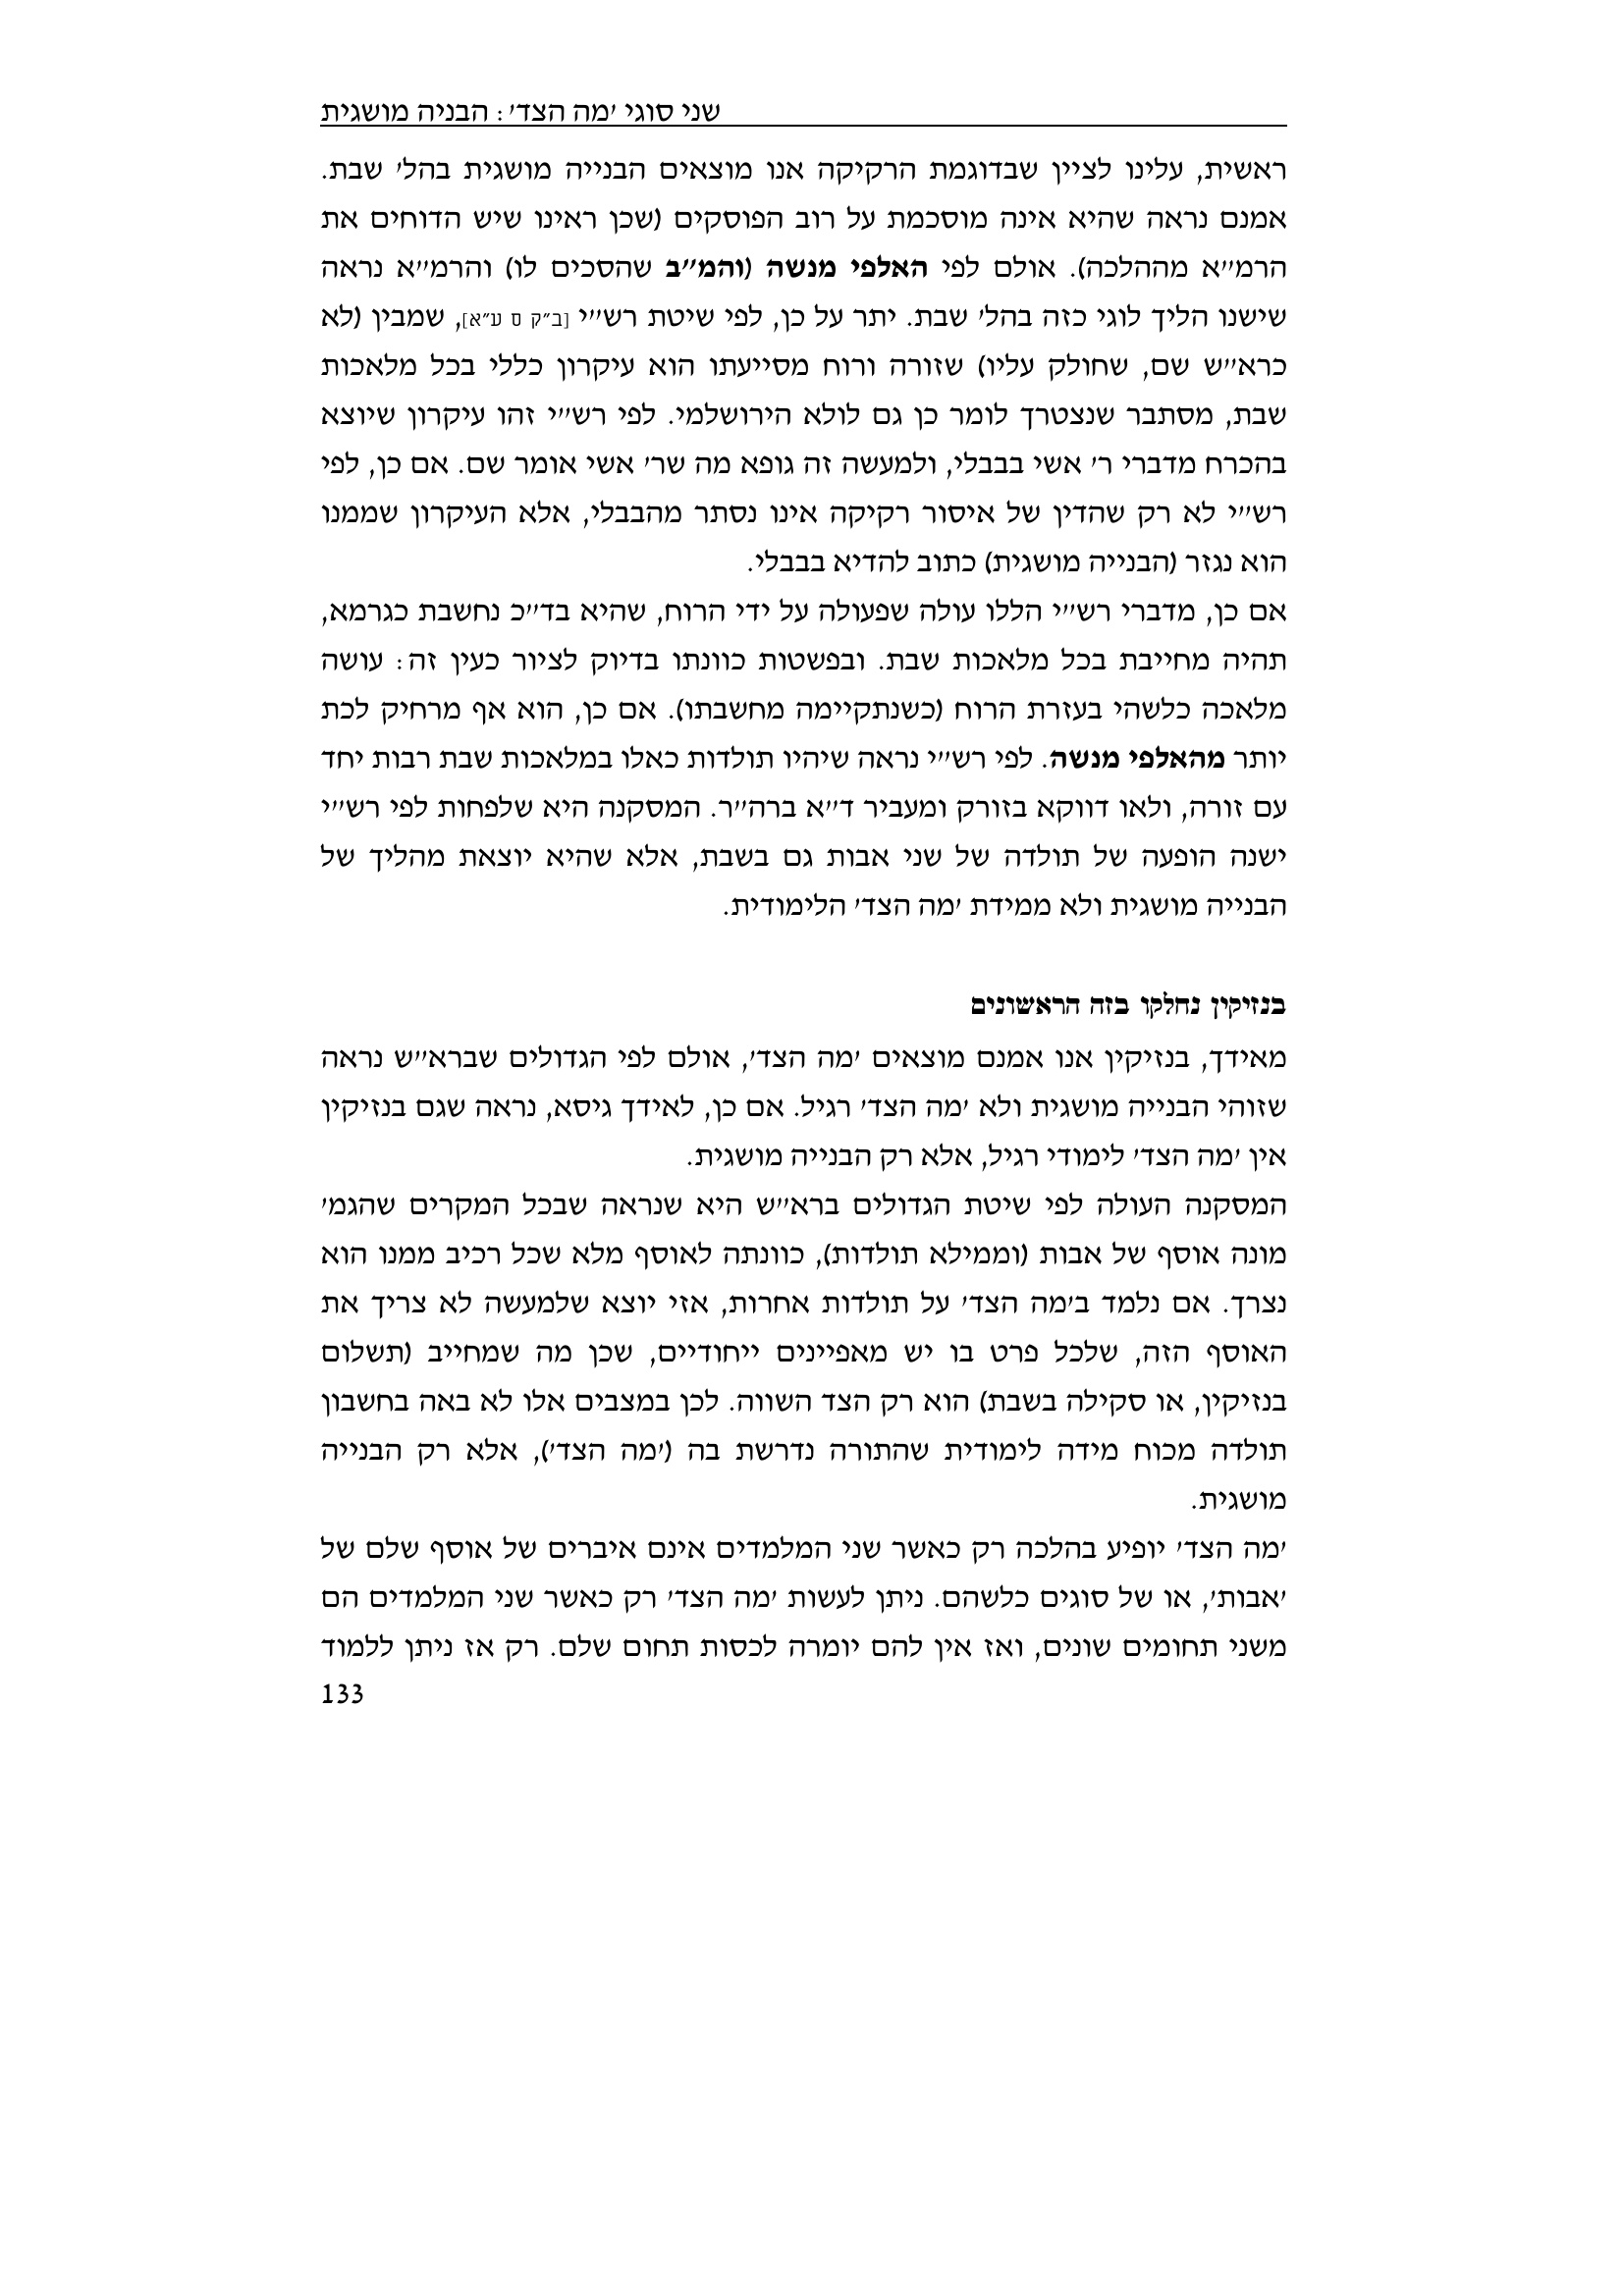 שני סוגי 'מה הצד': הבניה מושגית
ראשית, עלינו לציין שבדוגמת הרקיקה אנו מוצאים הבנייה מושגית בהל' שבת.
אמנם נראה שהיא אינה מוסכמת על רוב הפוסקים (שכן ראינו שיש הדוחים את
הרמ''א מההלכה). אולם לפי האלפי מנשה (והמ''ב שהסכים לו) והרמ''א נראה
שישנו הליך לוגי כזה בהל' שבת. יתר על כן, לפי שיטת רש''י [ב״ק ס ע״א], שמבין (לא
כרא''ש שם, שחולק עליו) שזורה ורוח מסייעתו הוא עיקרון כללי בכל מלאכות
שבת, מסתבר שנצטרך לומר כן גם לולא הירושלמי. לפי רש''י זהו עיקרון שיוצא
בהכרח מדברי ר' אשי בבבלי, ולמעשה זה גופא מה שר' אשי אומר שם. אם כן, לפי
רש''י לא רק שהדין של איסור רקיקה אינו נסתר מהבבלי, אלא העיקרון שממנו
הוא נגזר (הבנייה מושגית) כתוב להדיא בבבלי.
אם כן, מדברי רש''י הללו עולה שפעולה על ידי הרוח, שהיא בד''כ נחשבת כגרמא,
תהיה מחייבת בכל מלאכות שבת. ובפשטות כוונתו בדיוק לציור כעין זה: עושה
מלאכה כלשהי בעזרת הרוח (כשנתקיימה מחשבתו). אם כן, הוא אף מרחיק לכת
יותר מהאלפי מנשה. לפי רש''י נראה שיהיו תולדות כאלו במלאכות שבת רבות יחד
עם זורה, ולאו דווקא בזורק ומעביר ד''א ברה''ר. המסקנה היא שלפחות לפי רש''י
ישנה הופעה של תולדה של שני אבות גם בשבת, אלא שהיא יוצאת מהליך של
הבנייה מושגית ולא ממידת 'מה הצד' הלימודית.
בנזיקין נחלקו בזה הראשונים
מאידך, בנזיקין אנו אמנם מוצאים 'מה הצד', אולם לפי הגדולים שברא''ש נראה
שזוהי הבנייה מושגית ולא 'מה הצד' רגיל. אם כן, לאידך גיסא, נראה שגם בנזיקין
אין 'מה הצד' לימודי רגיל, אלא רק הבנייה מושגית.
המסקנה העולה לפי שיטת הגדולים ברא''ש היא שנראה שבכל המקרים שהגמ'
מונה אוסף של אבות (וממילא תולדות), כוונתה לאוסף מלא שכל רכיב ממנו הוא
נצרך. אם נלמד ב'מה הצד' על תולדות אחרות, אזי יוצא שלמעשה לא צריך את
האוסף הזה, שלכל פרט בו יש מאפיינים ייחודיים, שכן מה שמחייב (תשלום
בנזיקין, או סקילה בשבת) הוא רק הצד השווה. לכן במצבים אלו לא באה בחשבון
תולדה מכוח מידה לימודית שהתורה נדרשת בה ('מה הצד'), אלא רק הבנייה
מושגית.
'מה הצד' יופיע בהלכה רק כאשר שני המלמדים אינם איברים של אוסף שלם של
'אבות', או של סוגים כלשהם. ניתן לעשות 'מה הצד' רק כאשר שני המלמדים הם
משני תחומים שונים, ואז אין להם יומרה לכסות תחום שלם. רק אז ניתן ללמוד
133